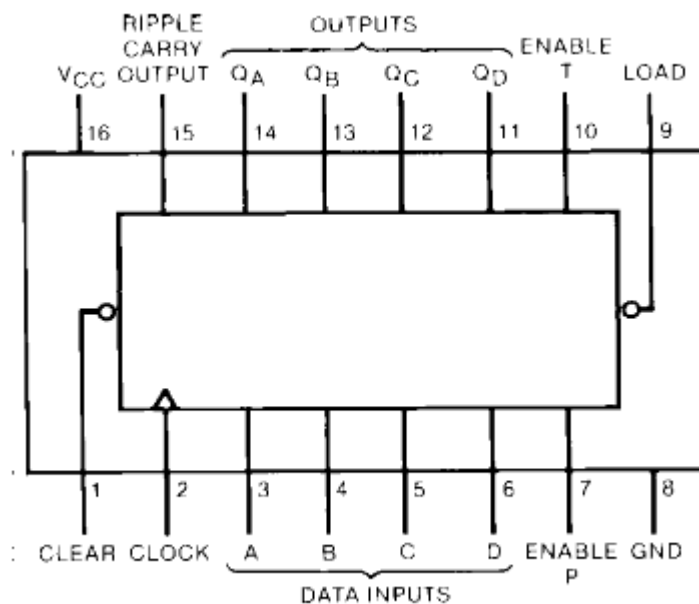 RIPPLE
CARRY
OUTPUT
OUTPUTS
ENABLE
T
VCC
QA
QB
QC
QD
LOAD
16
15
14
13
12
11
10
9
1
2
3
4
5
6
7
8
: CLEAR
CLOCK
A
B
C
D
ENABLE
P
GND
DATA INPUTS